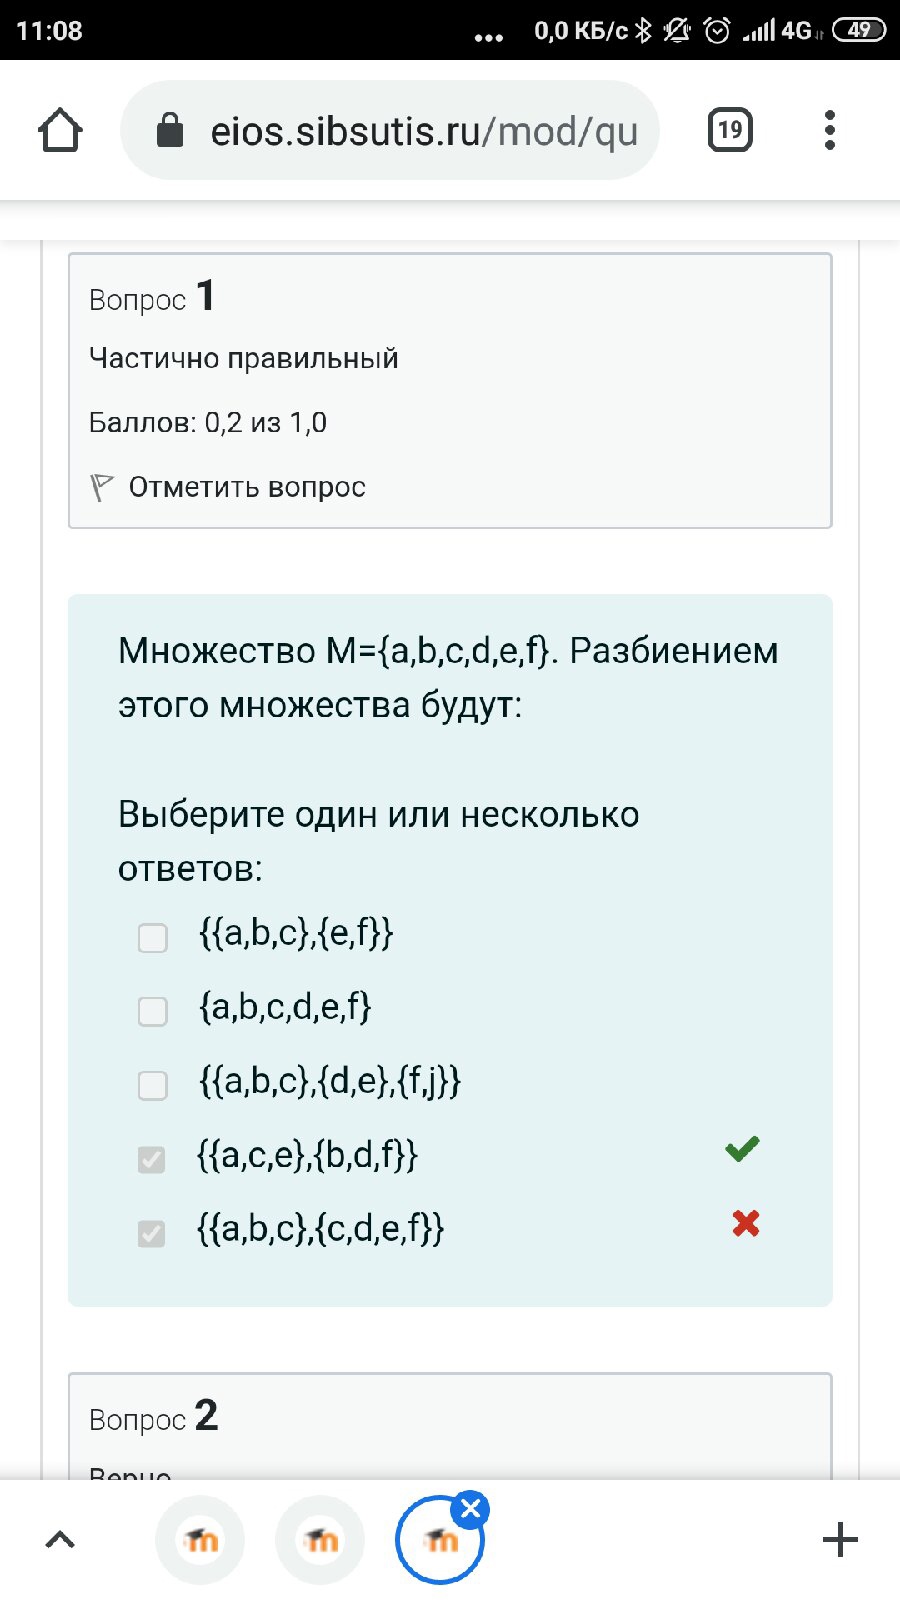 11:08
... 0,0 КБ/с 4G 49
eios.sibsutis.ru/mod/qu
19
Вопрос 1
Частично правильный
Баллов: 0,2 из 1,0
Отметить вопрос
Множество M={a,b,c,d,e,f}. Разбиением
этого множества будут:
Выберите один или несколько
ответов:
{{a,b,c},{e,f}}
{a,b,c,d,e,f}
{{a,b,c},{d,e},{f,j}}
{{a,c,e},{b,d,f}}
{{a,b,c},{c,d,e,f}}
Вопрос 2
Верно